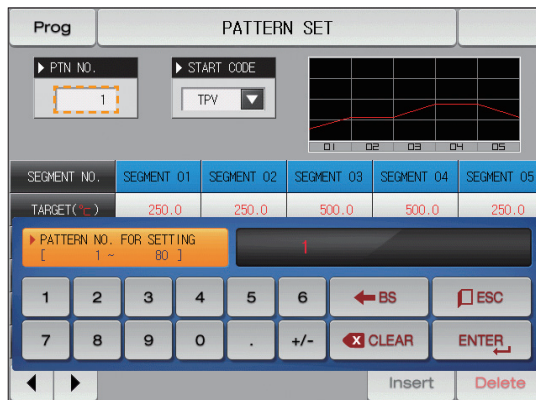 Prog
PATTERN SET
▶ PTN NO.
1
▶ START CODE
TPV
01 02 03 04 05
SEGMENT NO. SEGMENT 01 SEGMENT 02 SEGMENT 03 SEGMENT 04 SEGMENT 05
TARGET(℃) 250.0 250.0 500.0 500.0 250.0
▶ PATTERN NO. FOR SETTING
[ 1 ~ 80 ]
1
1 2 3 4 5 6 BS ESC
7 8 9 0 . +/- CLEAR ENTER
Insert Delete